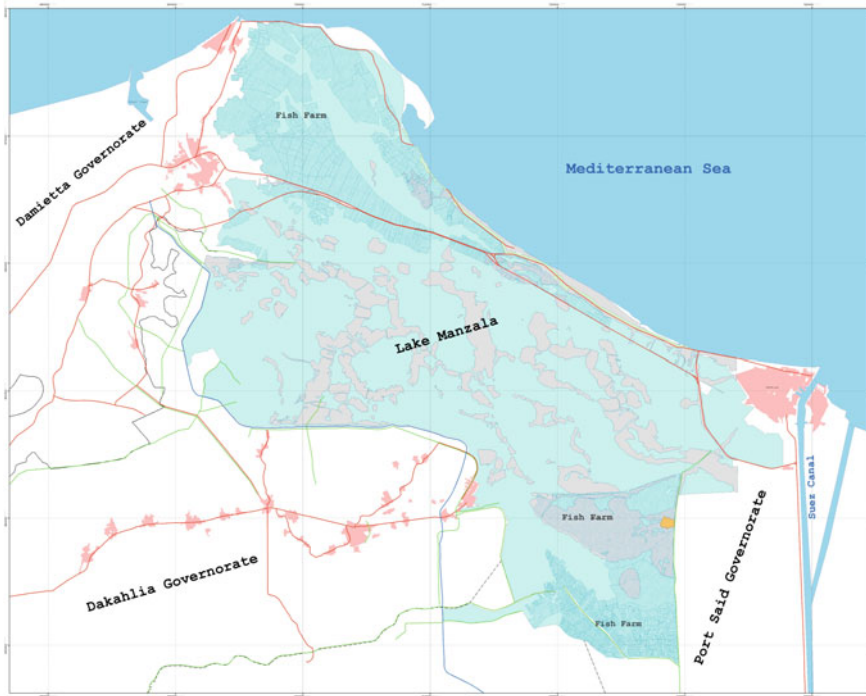 Fish Farm
Mediterranean Sea
Damietta Governorate
Lake Manzala
Suez Canal
Fish Farm
Port Said Governorate
Dakahlia Governorate
Fish Farm